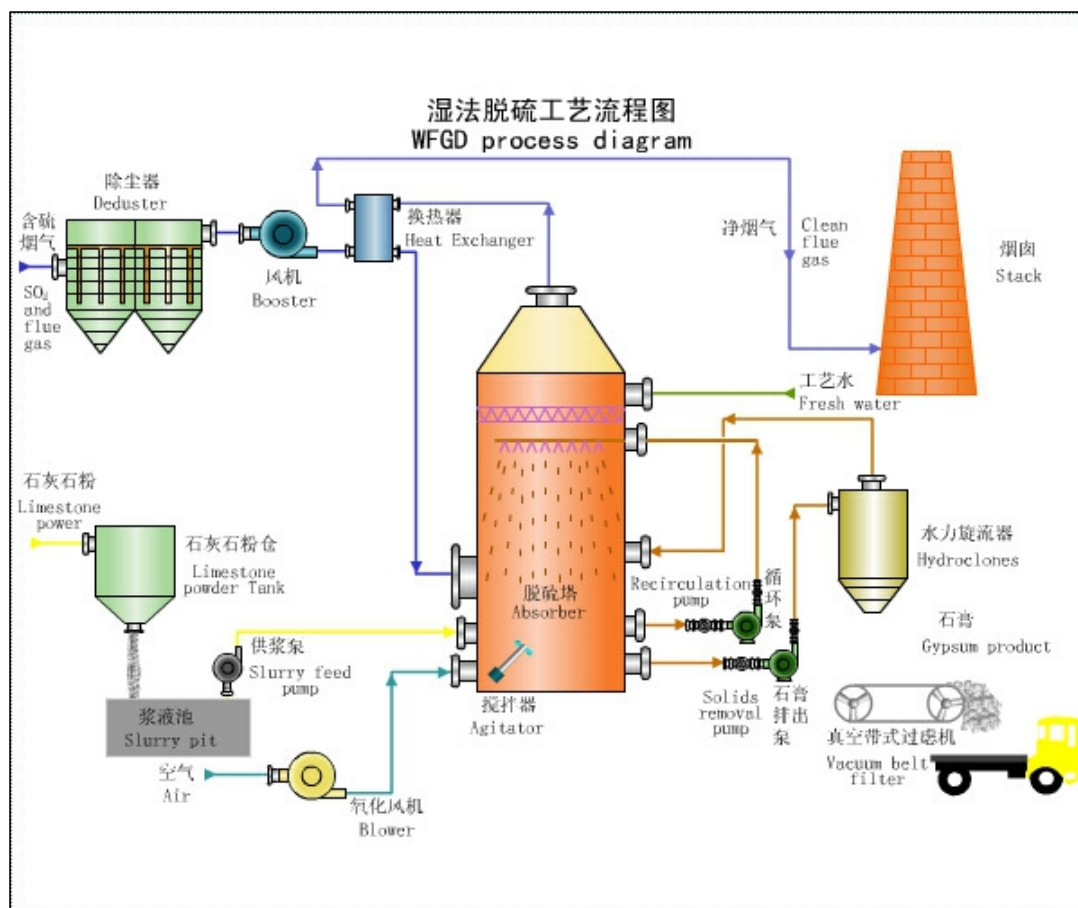 湿法脱硫工艺流程图
WFGD process diagram
除尘器
Deduster
含硫
烟气
SO₂
and
flue
gas
风机
Booster
换热器
Heat Exchanger
净烟气
Clean
flue
gas
烟囱
Stack
工艺水
Fresh water
石灰石粉
Limestone
power
石灰石粉仓
Limestone
powder Tank
脱硫塔
Absorber
Recirculation
pump
循
环
泵
水力旋流器
Hydroclones
石膏
Gypsum product
供浆泵
Slurry feed
pump
浆液池
Slurry pit
搅拌器
Agitator
Solids
removal
pump
石
膏
排
出
泵
真空带式过虑机
Vacuum belt
filter
空气
Air
氧化风机
Blower